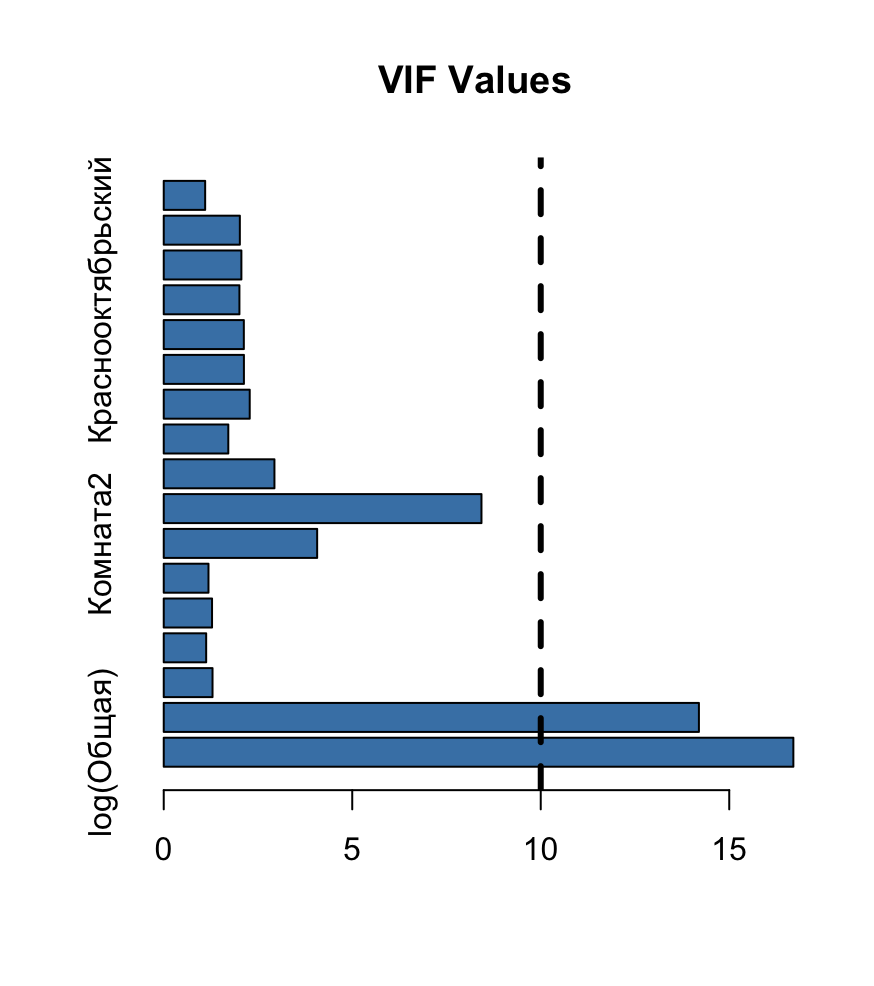 VIF Values
Краснооктябрьский
Комната2
log(Общая)
0 5 10 15